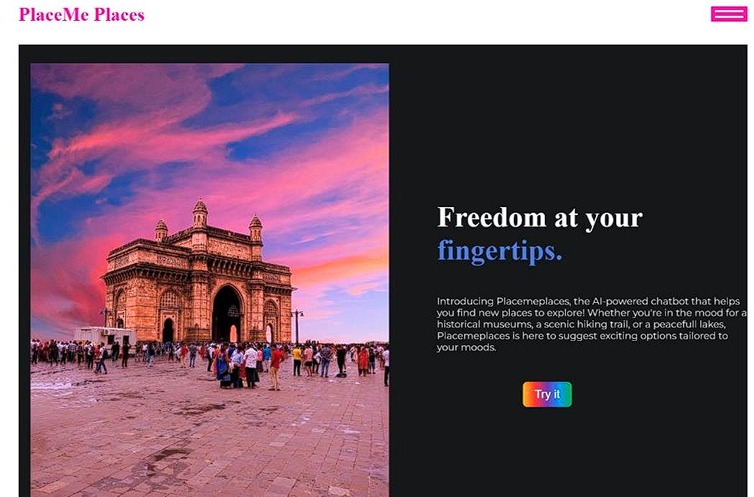 PlaceMe Places
Freedom at your
fingertips.
Introducing Placemeplaces, the AI-powered chatbot that helps
you find new places to explore! Whether you're in the mood for a
historical museums, a scenic hiking trail, or a peacefull lakes,
Placemeplaces is here to suggest exciting options tailored to
your moods.
Try it